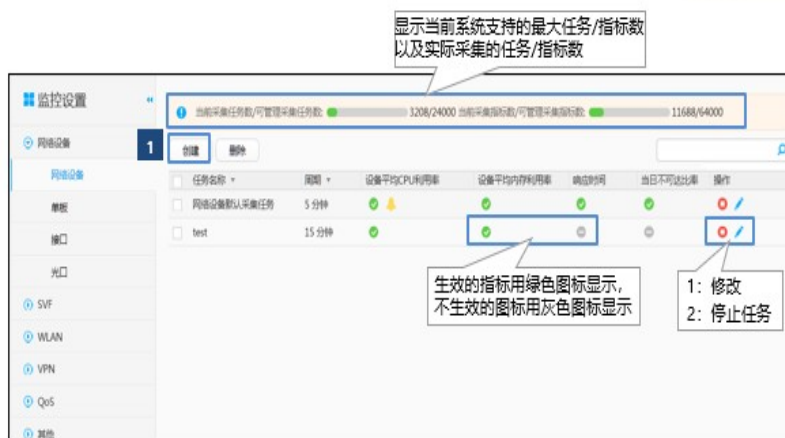 显示当前系统支持的最大任务/指标数
以及实际采集的任务/指标数
监控设置
当前采集任务数/可管理采集任务数: 3208/24000 当前采集指标数/可管理采集指标数: 11688/64000
网络设备
1
创建 删除
任务名称 周期 设备平均CPU利用率 设备平均内存利用率 响应时间 当日不可达比率 操作
网络设备
网络设备默认采集任务 5 分钟
单板
test 15 分钟
接口
光口
生效的指标用绿色图标显示,
不生效的图标用灰色图标显示
1: 修改
2: 停止任务
SVF
WLAN
VPN
QoS
其他